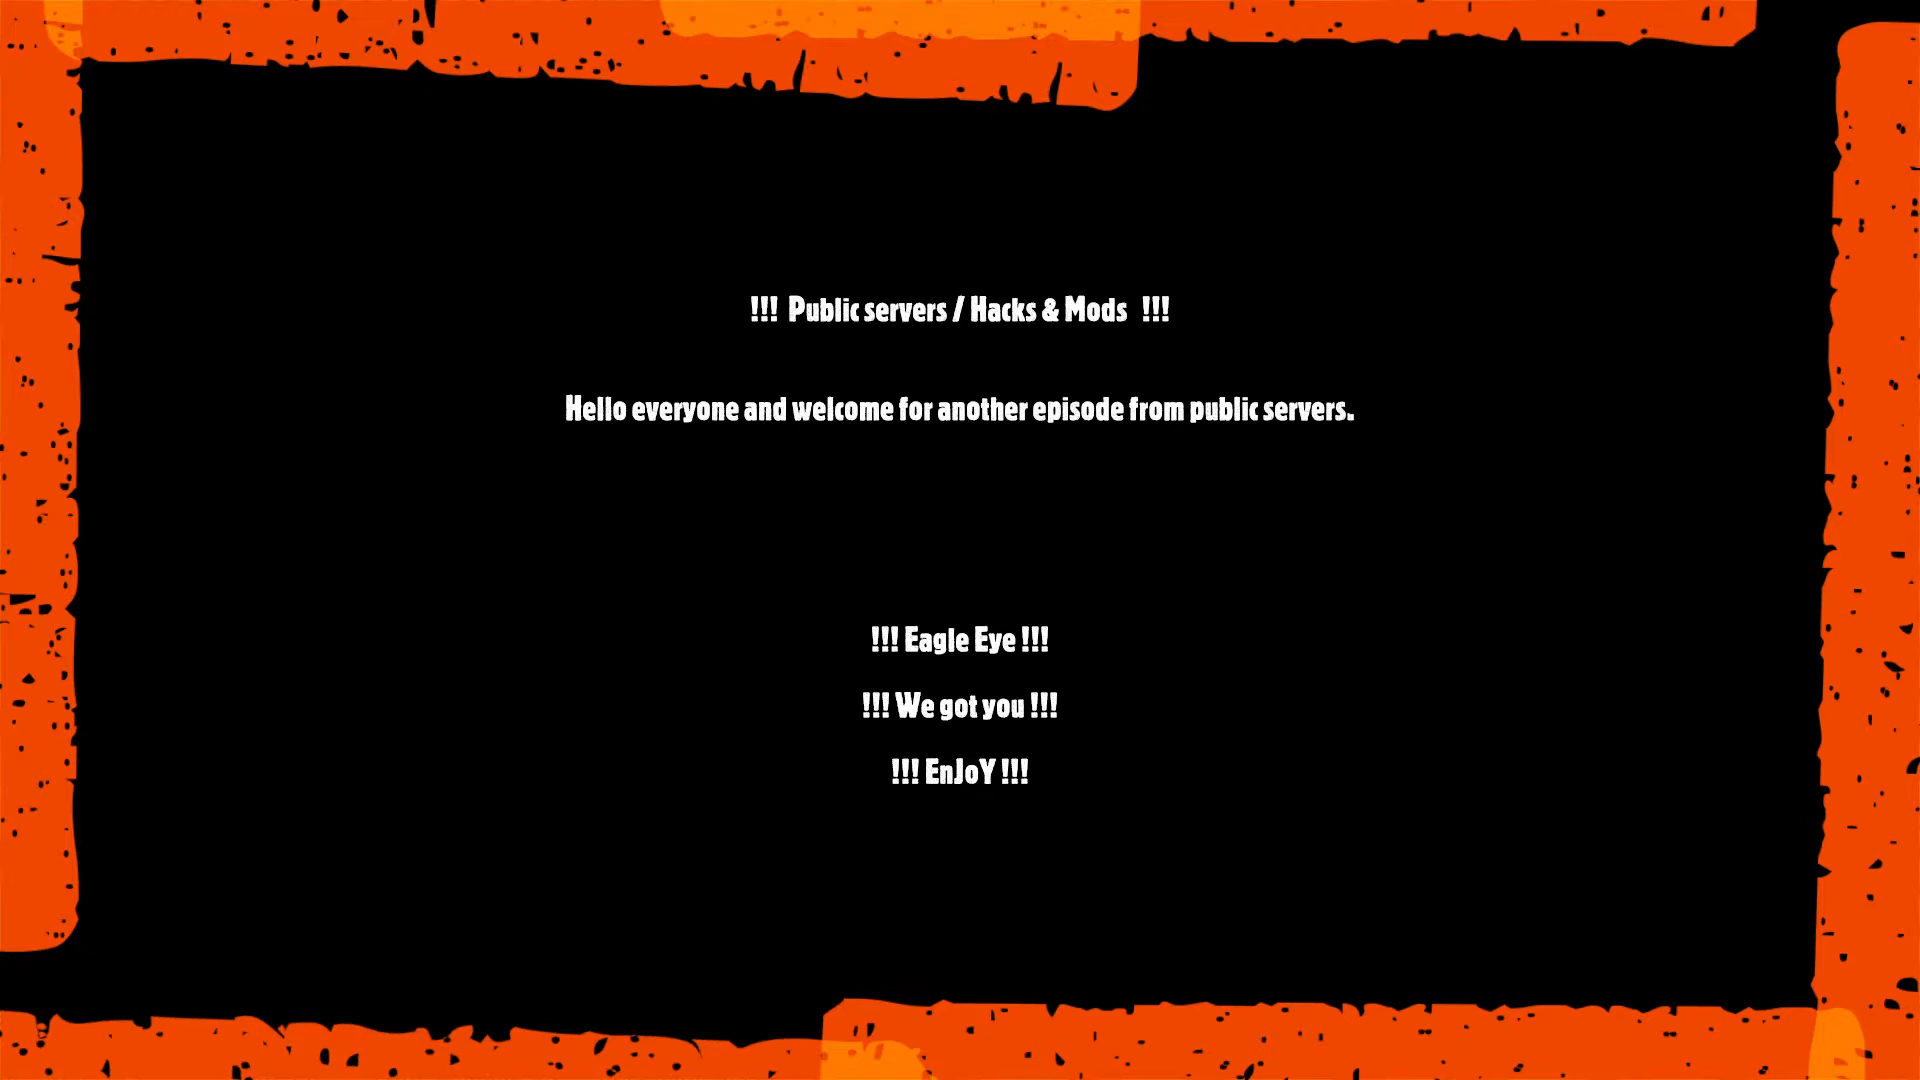 !!! Public servers / Hacks & Mods !!!
Hello everyone and welcome for another episode from public servers.
!!! Eagle Eye !!!
!!! We got you !!!
!!! EnJoY !!!